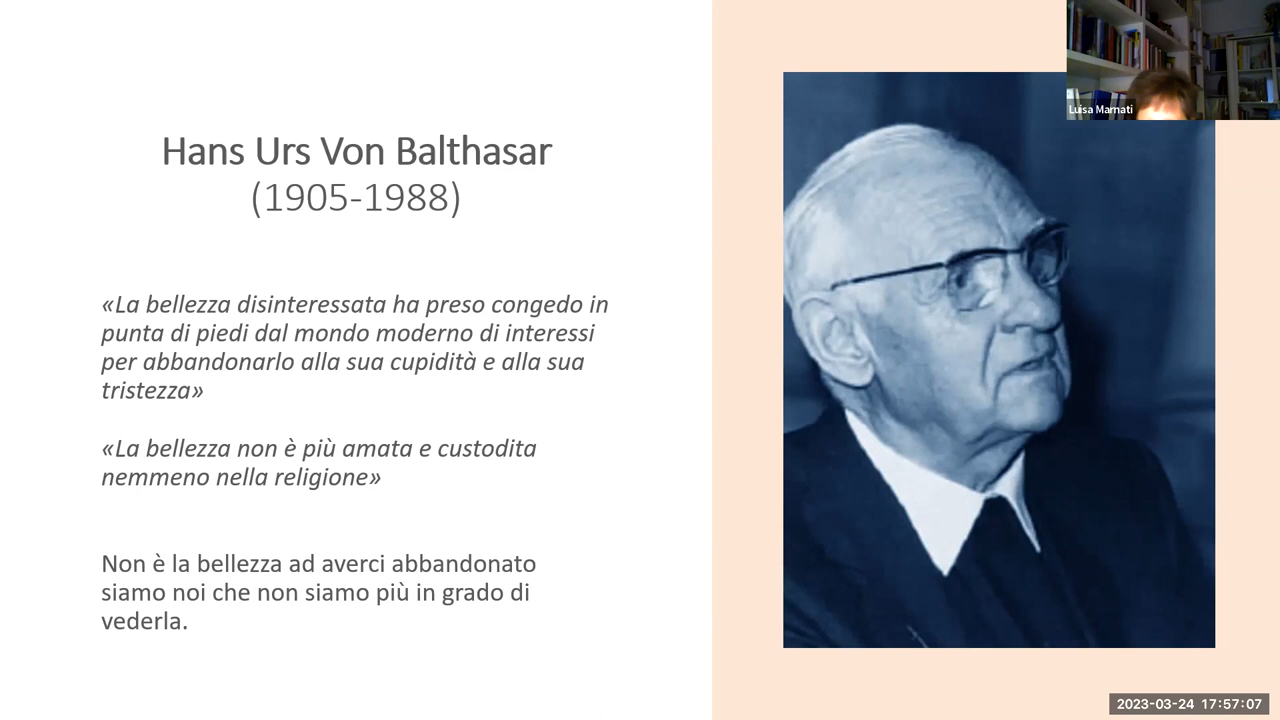 Luisa Marnati
Hans Urs Von Balthasar
(1905-1988)
«La bellezza disinteressata ha preso congedo in
punta di piedi dal mondo moderno di interessi
per abbandonarlo alla sua cupidità e alla sua
tristezza»
«La bellezza non è più amata e custodita
nemmeno nella religione»
Non è la bellezza ad averci abbandonato
siamo noi che non siamo più in grado di
vederla.
2023-03-24 17:57:07